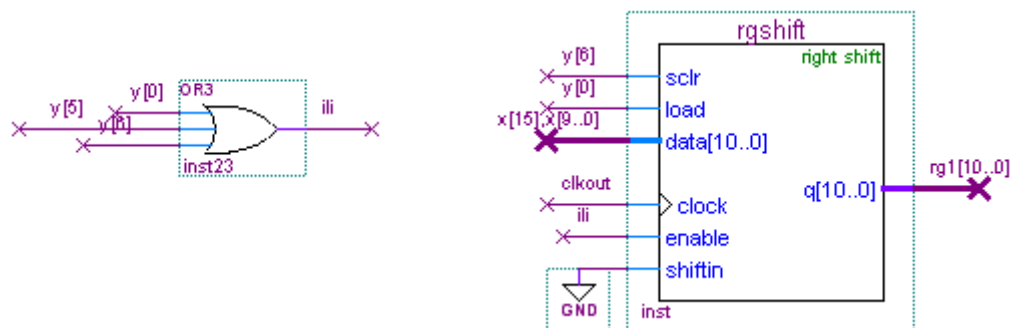 OR3
y[0]
y[5]
y[6]
ili
inst23
rgshift
right shift
y[6]
sclr
y[0]
load
x[15],x[9..0]
data[10..0]
rg1[10..0]
q[10..0]
clkout
clock
ili
enable
shiftin
GND
inst